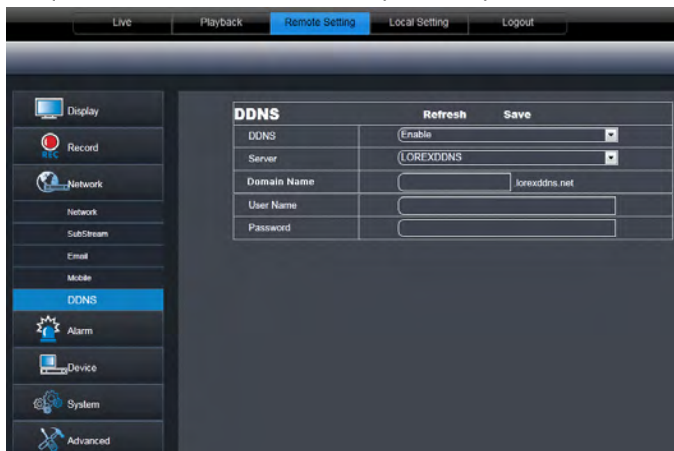 Live Playback Remote Setting Local Setting Logout
Display
REC Record
Network
Network
SubStream
Email
Mobile
DDNS
Alarm
Device
System
Advanced
DDNS Refresh Save
DDNS Enable
Server LOREXDDNS
Domain Name .lorexddns.net
User Name
Password